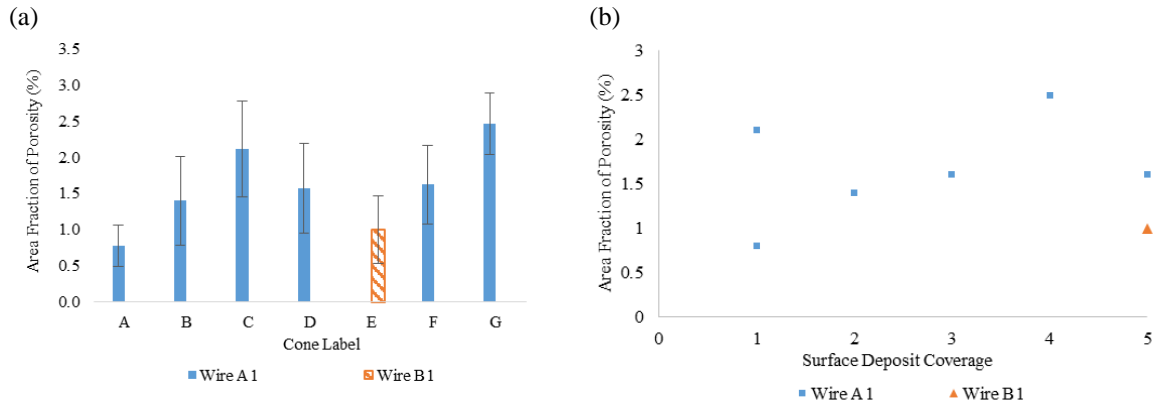 (a)
Area Fraction of Porosity (%)
3.5
3.0
2.5
2.0
1.5
1.0
0.5
0.0
A B C D E F G
Cone Label
Wire A 1 Wire B 1
(b)
Area Fraction of Porosity (%)
3
2.5
2
1.5
1
0.5
0
0 1 2 3 4 5
Surface Deposit Coverage
Wire A 1 Wire B 1